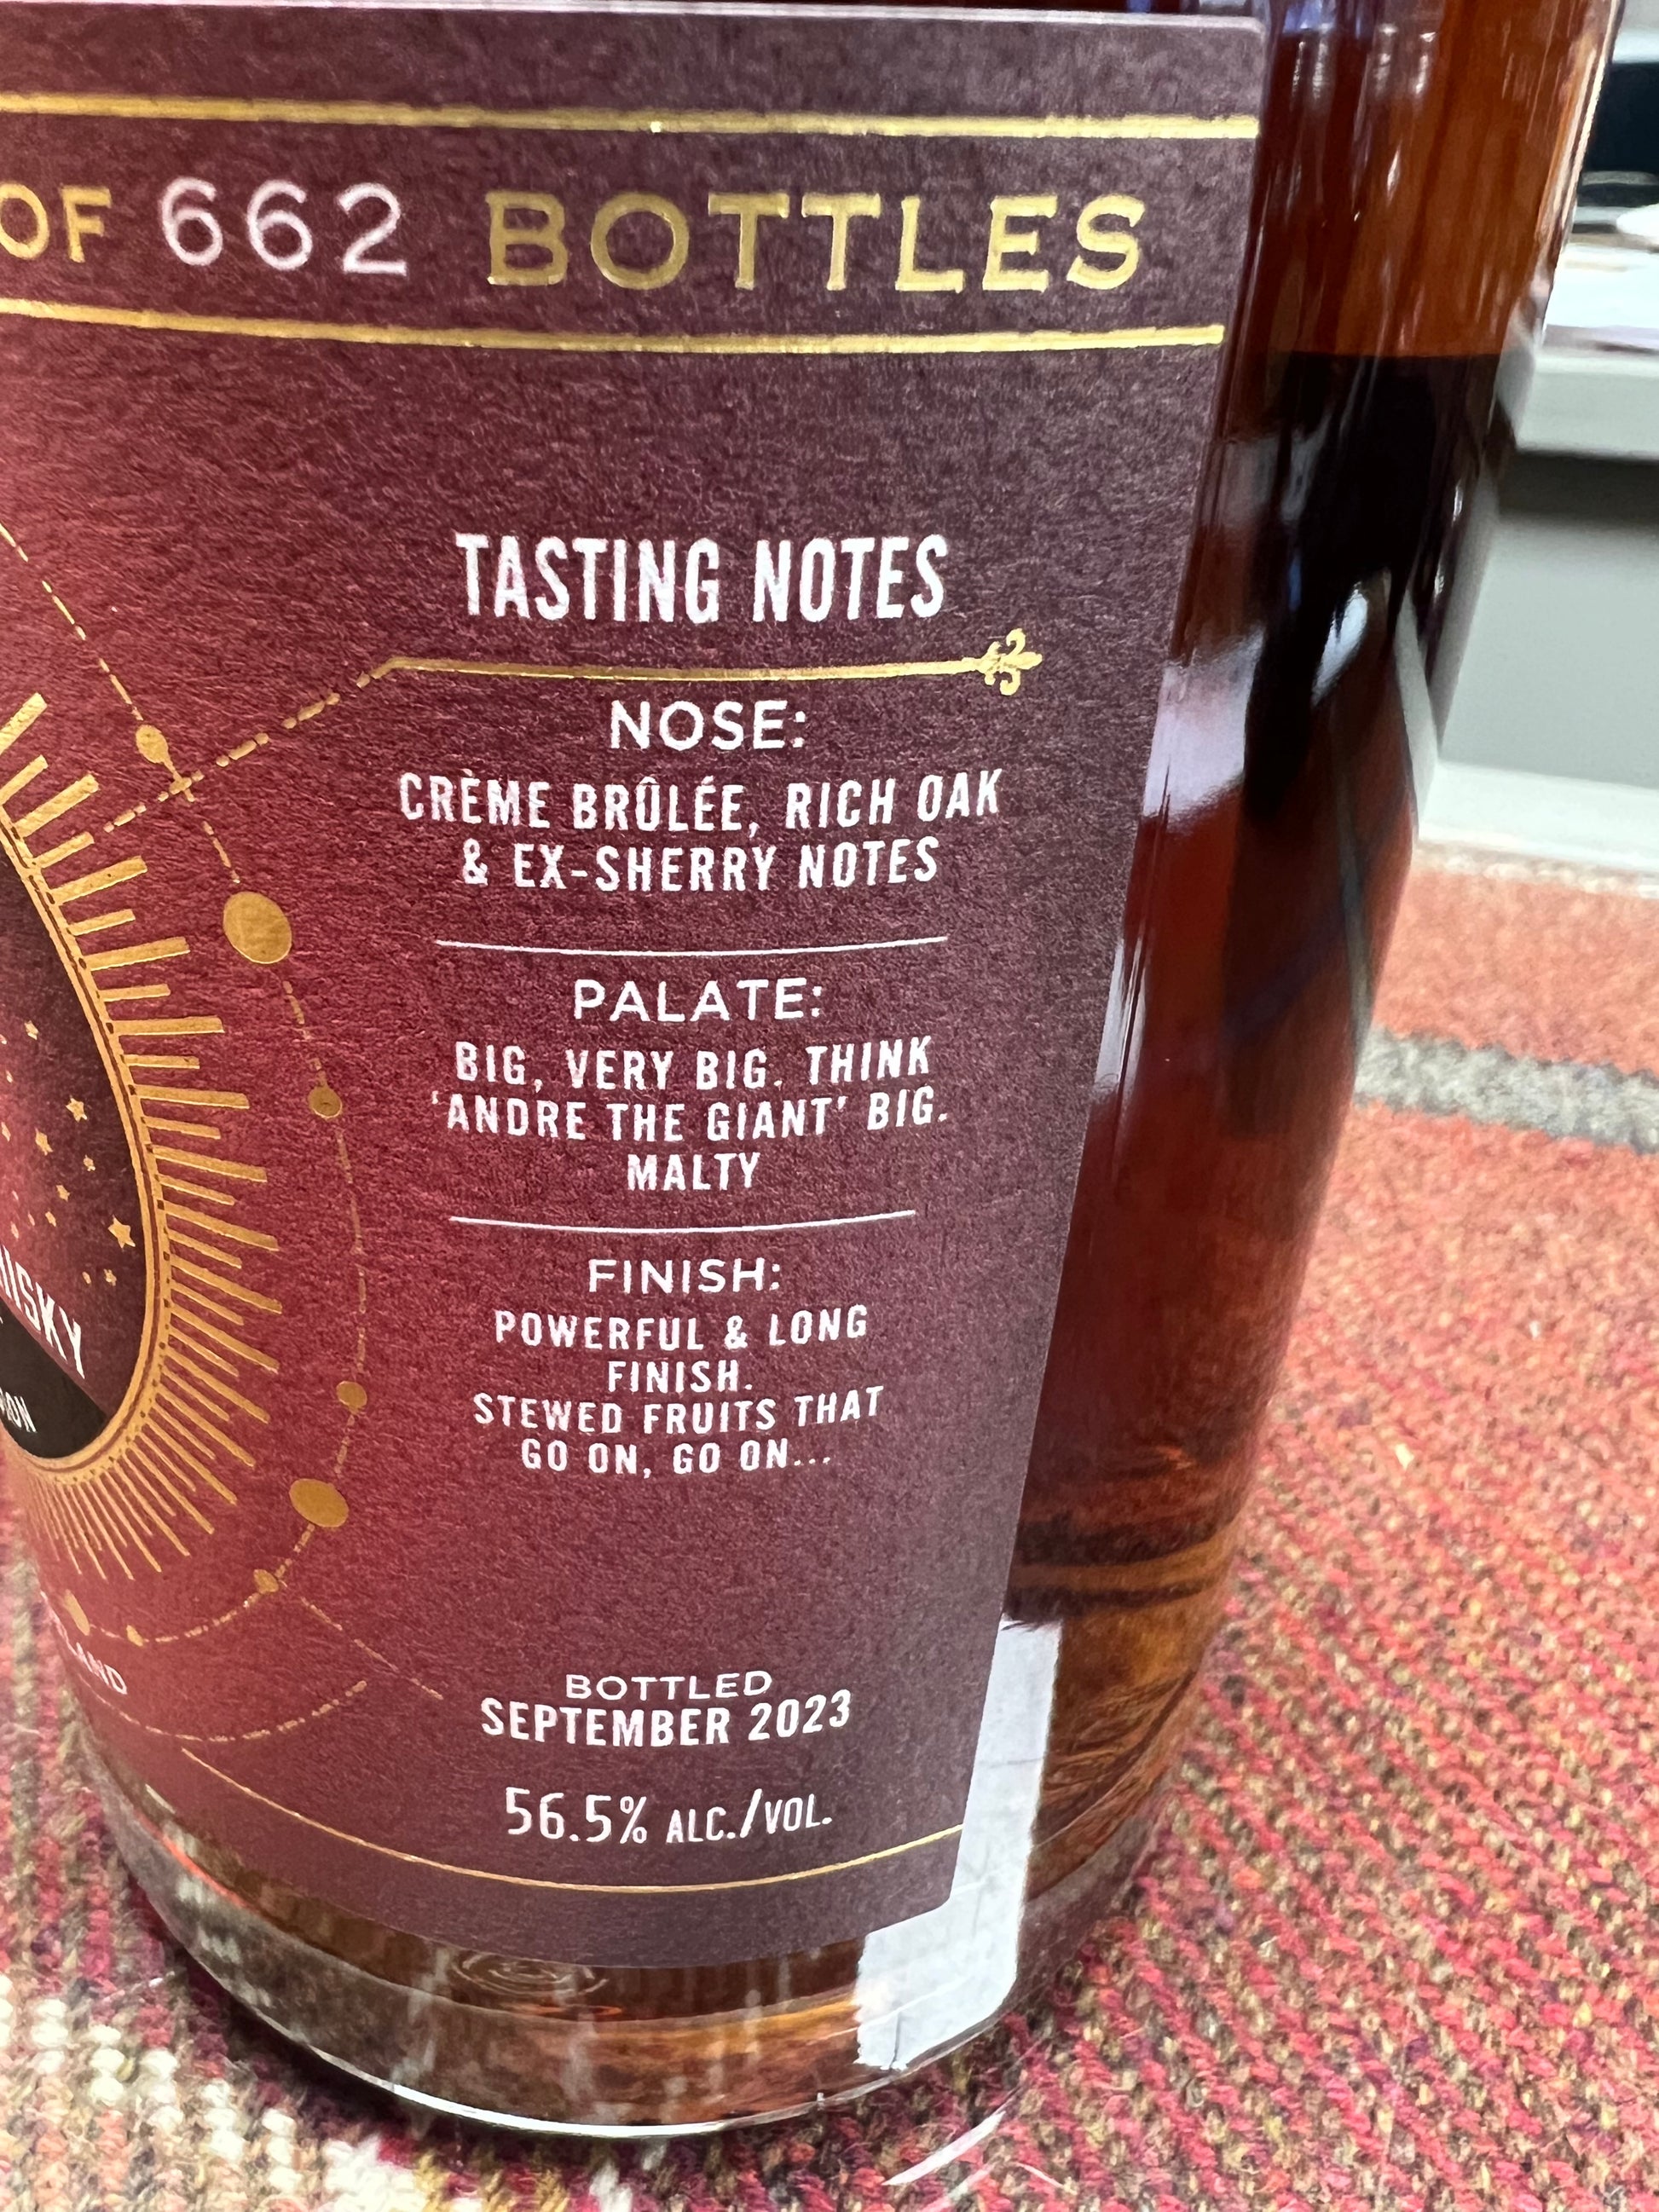 OF 662 BOTTLES
TASTING NOTES
NOSE:
CRÈME BRÛLÉE, RICH OAK
& EX-SHERRY NOTES
PALATE:
BIG, VERY BIG. THINK
'ANDRE THE GIANT' BIG.
MALTY
FINISH:
POWERFUL & LONG
FINISH.
STEWED FRUITS THAT
GO ON, GO ON...
BOTTLED
SEPTEMBER 2023
56.5% ALC./VOL.